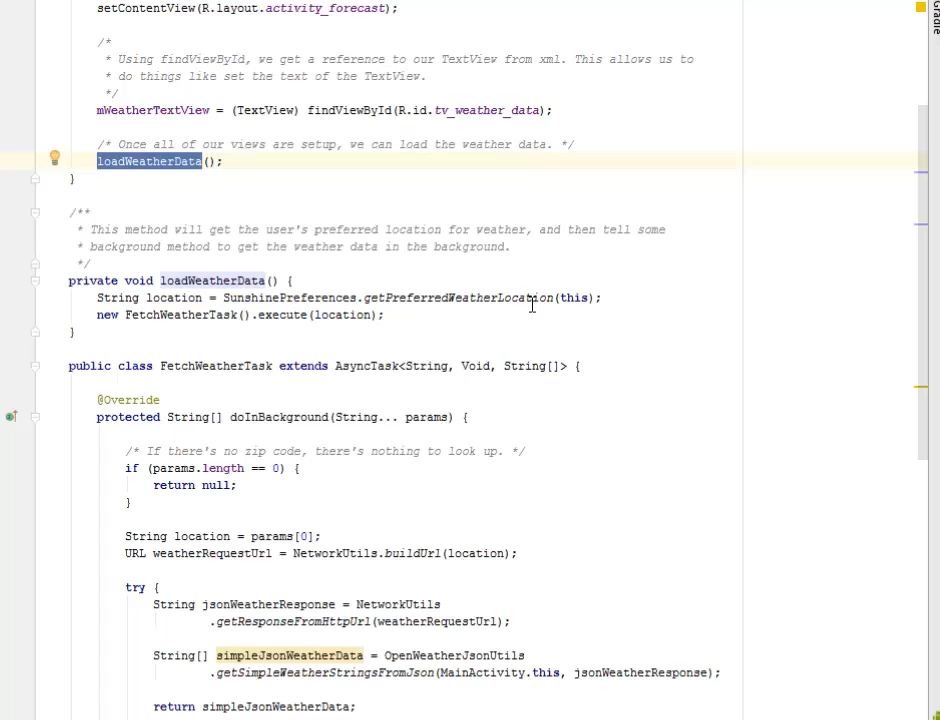 setContentView(R.layout.activity_forecast);
/*
* Using findViewById, we get a reference to our TextView from xml. This allows us to
* do things like set the text of the TextView.
*/
mWeatherTextView = (TextView) findViewById(R.id.tv_weather_data);
/* Once all of our views are setup, we can load the weather data. */
loadWeatherData();
}
/**
* This method will get the user's preferred location for weather, and then tell some
* background method to get the weather data in the background.
*/
private void loadWeatherData() {
String location = SunshinePreferences.getPreferredWeatherLocation(this);
new FetchWeatherTask().execute(location);
}
public class FetchWeatherTask extends AsyncTask<String, Void, String[]> {
@Override
protected String[] doInBackground(String... params) {
/* If there's no zip code, there's nothing to look up. */
if (params.length == 0) {
return null;
}
String location = params[0];
URL weatherRequestUrl = NetworkUtils.buildUrl(location);
try {
String jsonWeatherResponse = NetworkUtils
.getResponseFromHttpUrl(weatherRequestUrl);
String[] simpleJsonWeatherData = OpenWeatherJsonUtils
.getSimpleWeatherStringsFromJson(MainActivity.this, jsonWeatherResponse);
return simpleJsonWeatherData;
Gradle